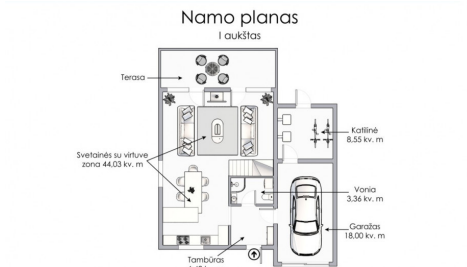 Namo planas
I aukštas
Terasa
Katilinė
8,55 kv. m
Svetainės su virtuve
zona 44,03 kv. m
Vonia
3,36 kv. m
Garažas
18,00 kv. m
Tambūras